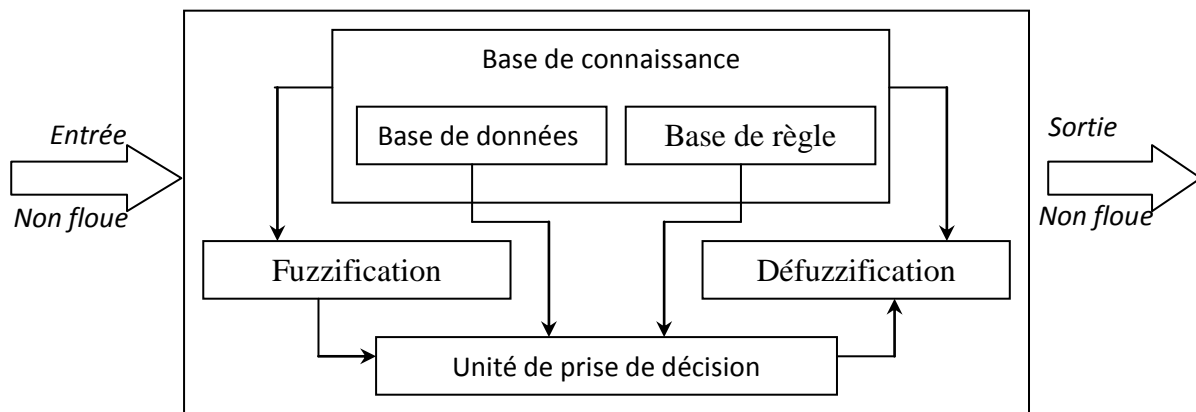 Base de connaissance
Base de données
Base de règle
Entrée
Non floue
Sortie
Non floue
Fuzzification
Défuzzification
Unité de prise de décision